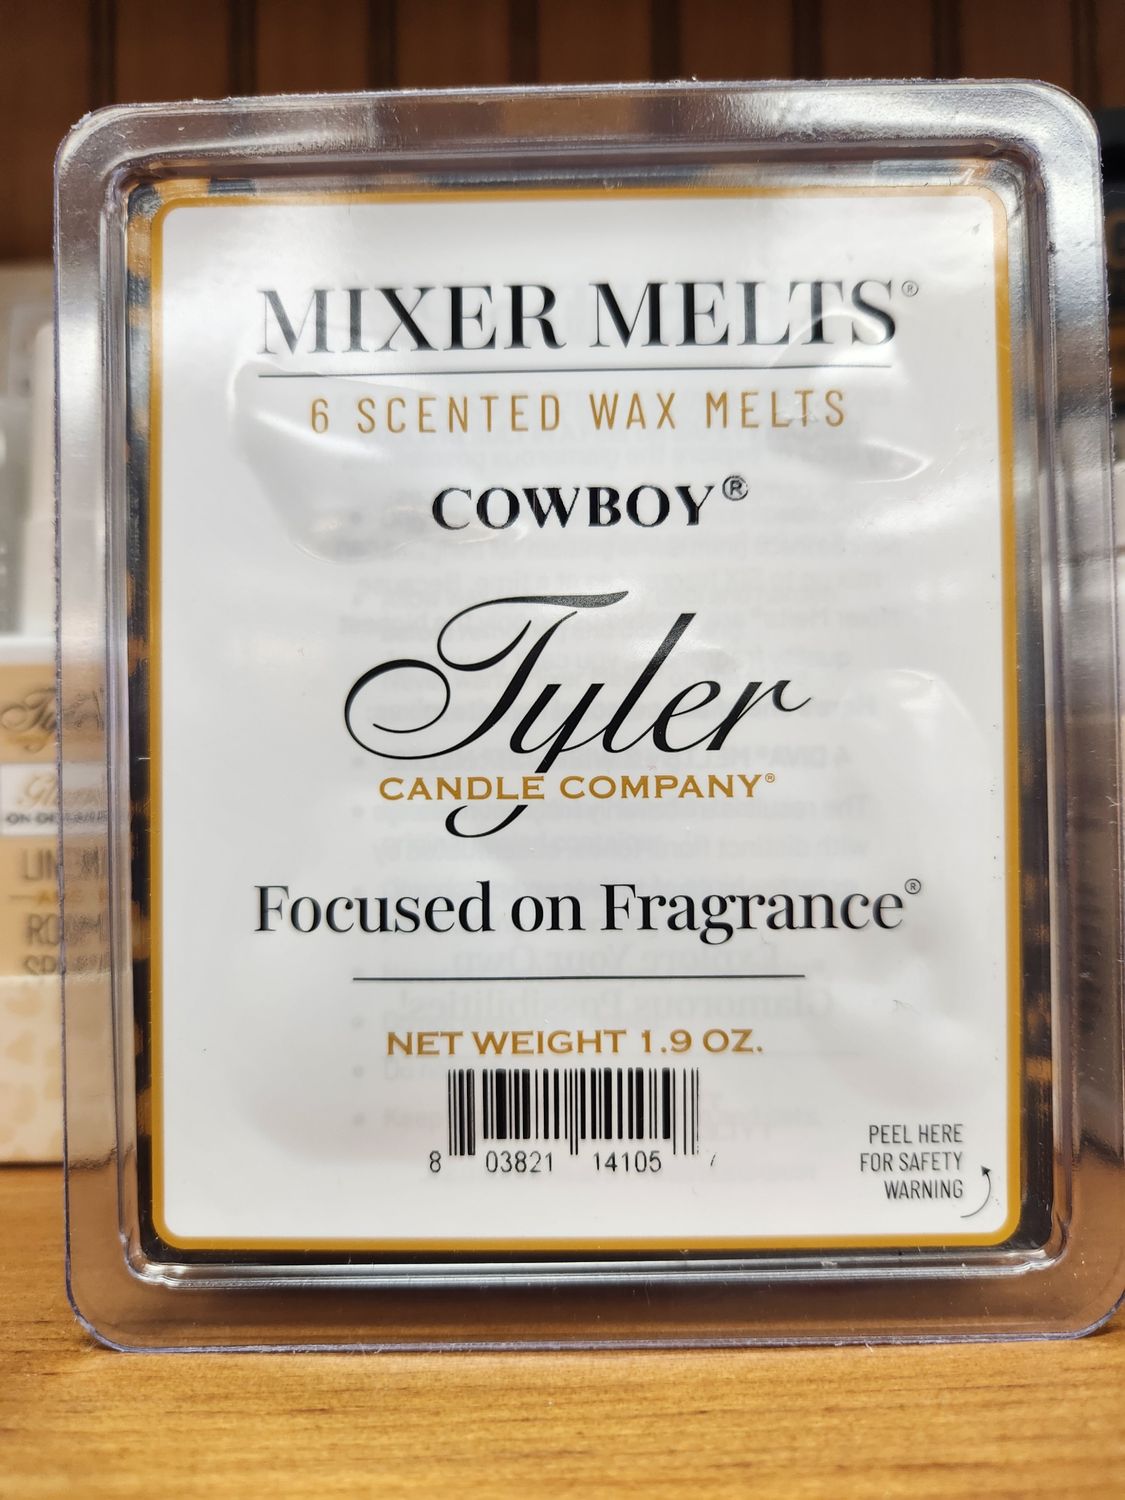 MIXER MELTS®
6 SCENTED WAX MELTS
COWBOY®
Tyler
CANDLE COMPANY®
Focused on Fragrance®
NET WEIGHT 1.9 OZ.
8 03821 14105
PEEL HERE
FOR SAFETY
WARNING